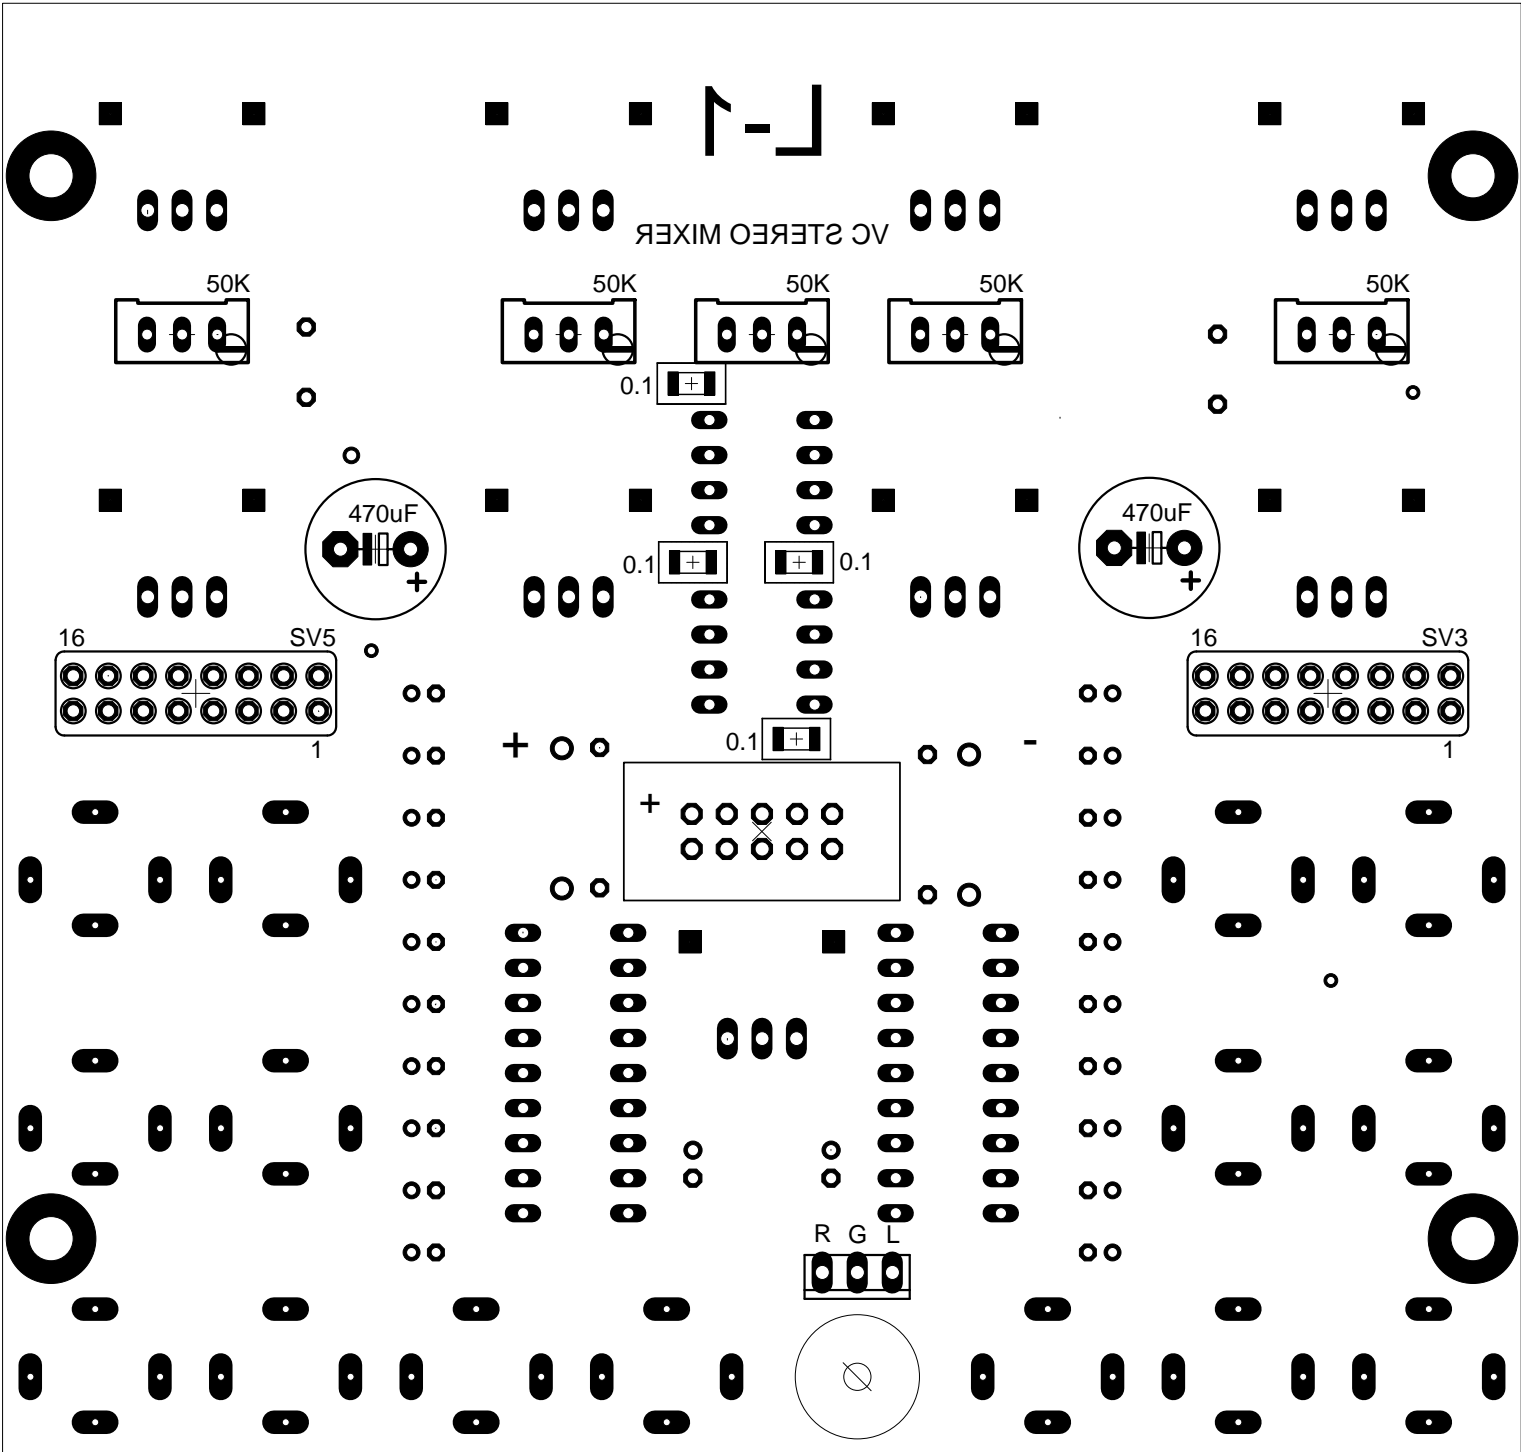 L-1
VC STEREO MIXER
50K 50K 50K 50K 50K
0.1
470uF 470uF
+ +
0.1 0.1
16 SV5 16 SV3
1 1
+ -
0.1
+
R G L